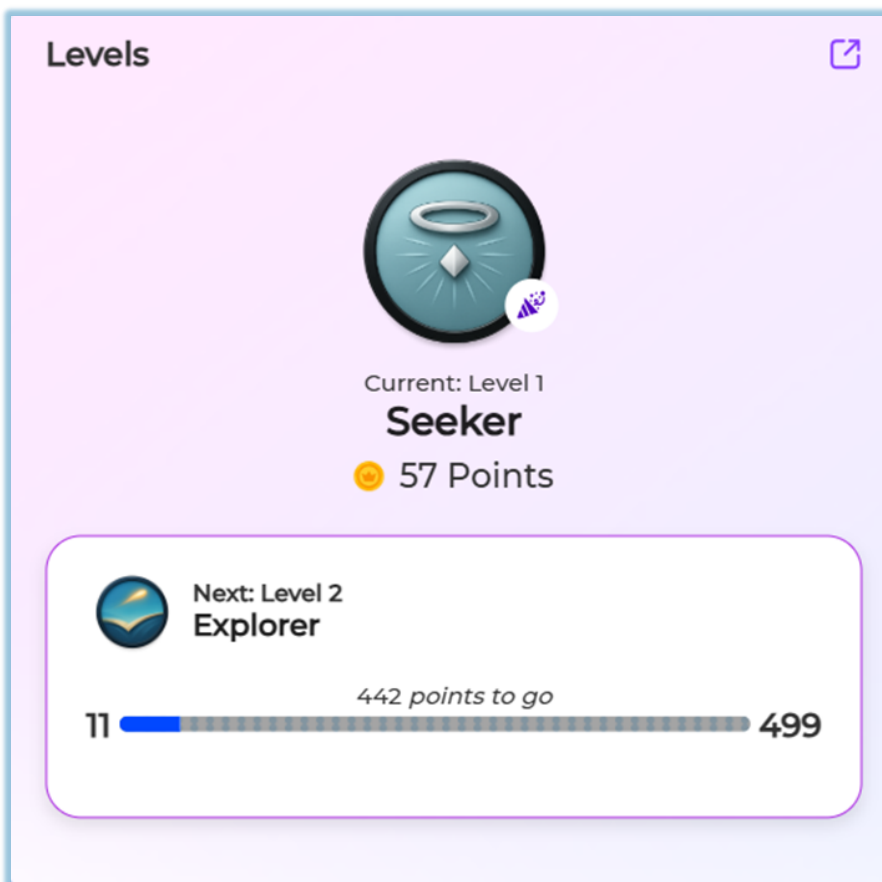 Levels
Current: Level 1
Seeker
57 Points
Next: Level 2
Explorer
442 points to go
11
499